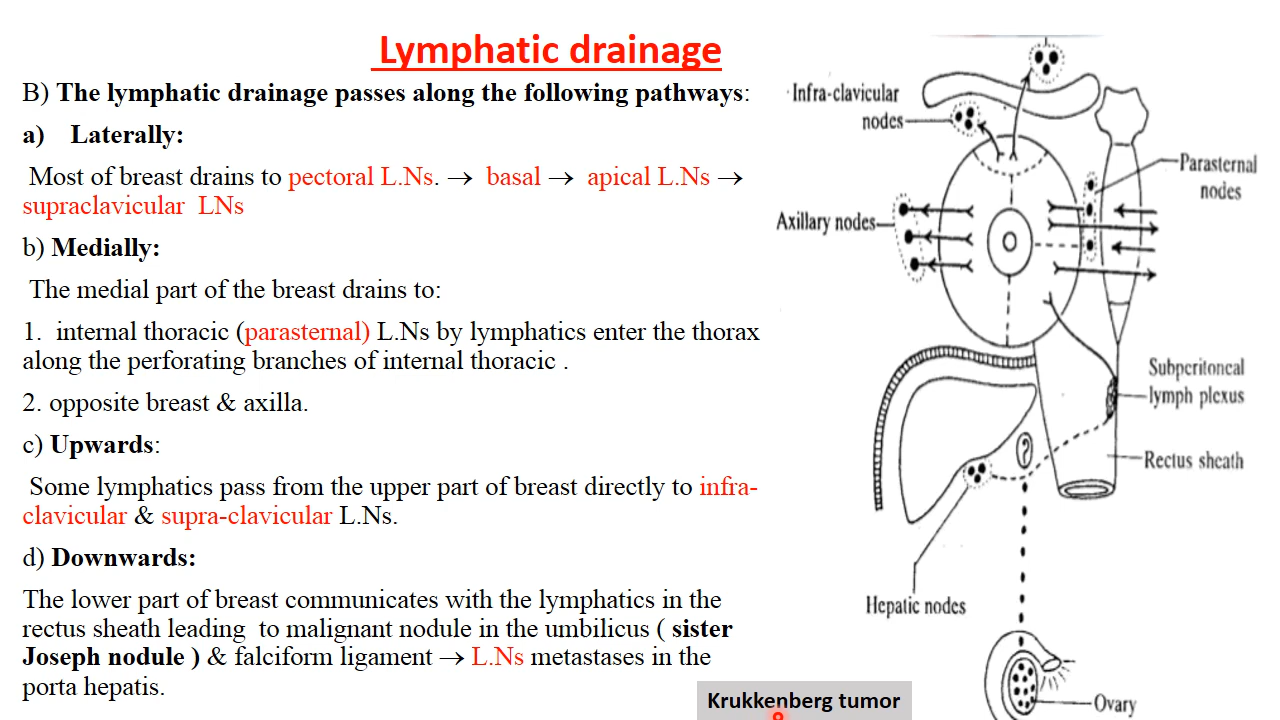 Lymphatic drainage
B) The lymphatic drainage passes along the following pathways:
a) Laterally:
Most of breast drains to pectoral L.Ns. → basal → apical L.Ns →
supraclavicular LNs
b) Medially:
The medial part of the breast drains to:
1. internal thoracic (parasternal) L.Ns by lymphatics enter the thorax
along the perforating branches of internal thoracic .
2. opposite breast & axilla.
c) Upwards:
Some lymphatics pass from the upper part of breast directly to infra-
clavicular & supra-clavicular L.Ns.
d) Downwards:
The lower part of breast communicates with the lymphatics in the
rectus sheath leading to malignant nodule in the umbilicus ( sister
Joseph nodule ) & falciform ligament → L.Ns metastases in the
porta hepatis.
Infra-clavicular
nodes
Parasternal
nodes
Axillary nodes
Subperitoneal
lymph plexus
Rectus sheath
?
Hepatic nodes
Ovary
Krukkenberg tumor